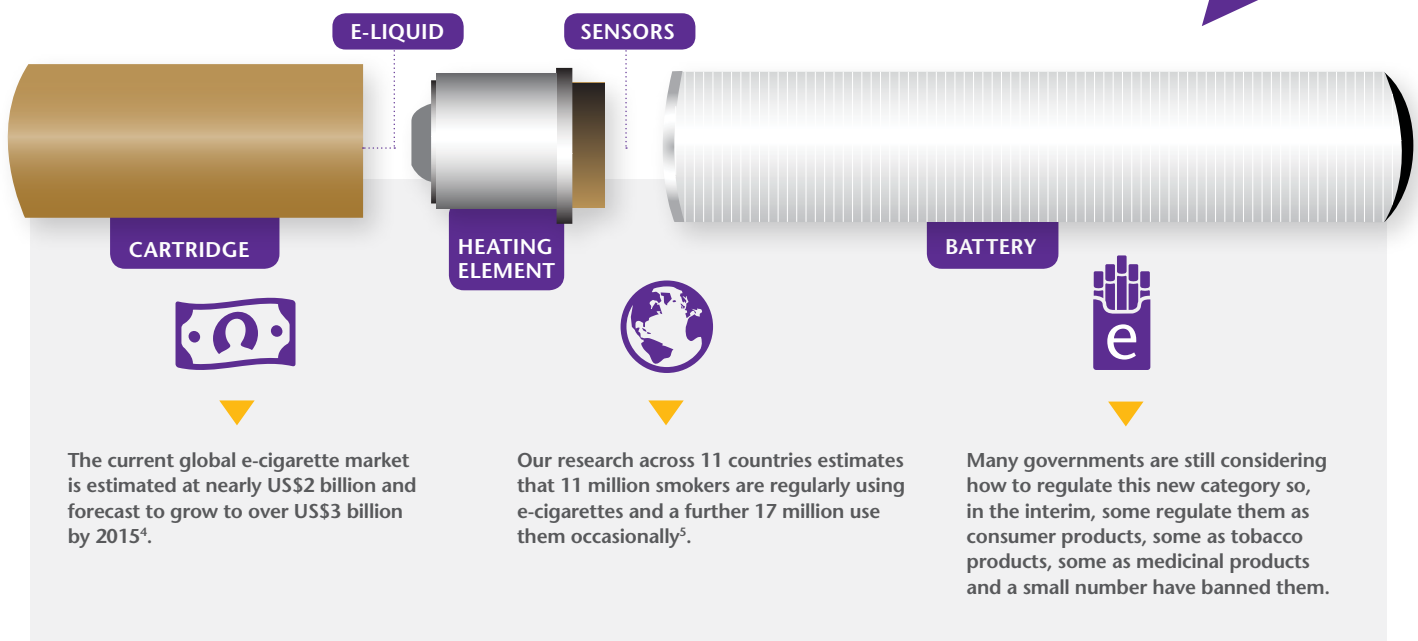 E-LIQUID
SENSORS
CARTRIDGE
HEATING
ELEMENT
BATTERY
e
The current global e-cigarette market
is estimated at nearly US$2 billion and
forecast to grow to over US$3 billion
by 2015⁴.
Our research across 11 countries estimates
that 11 million smokers are regularly using
e-cigarettes and a further 17 million use
them occasionally⁵.
Many governments are still considering
how to regulate this new category so,
in the interim, some regulate them as
consumer products, some as tobacco
products, some as medicinal products
and a small number have banned them.